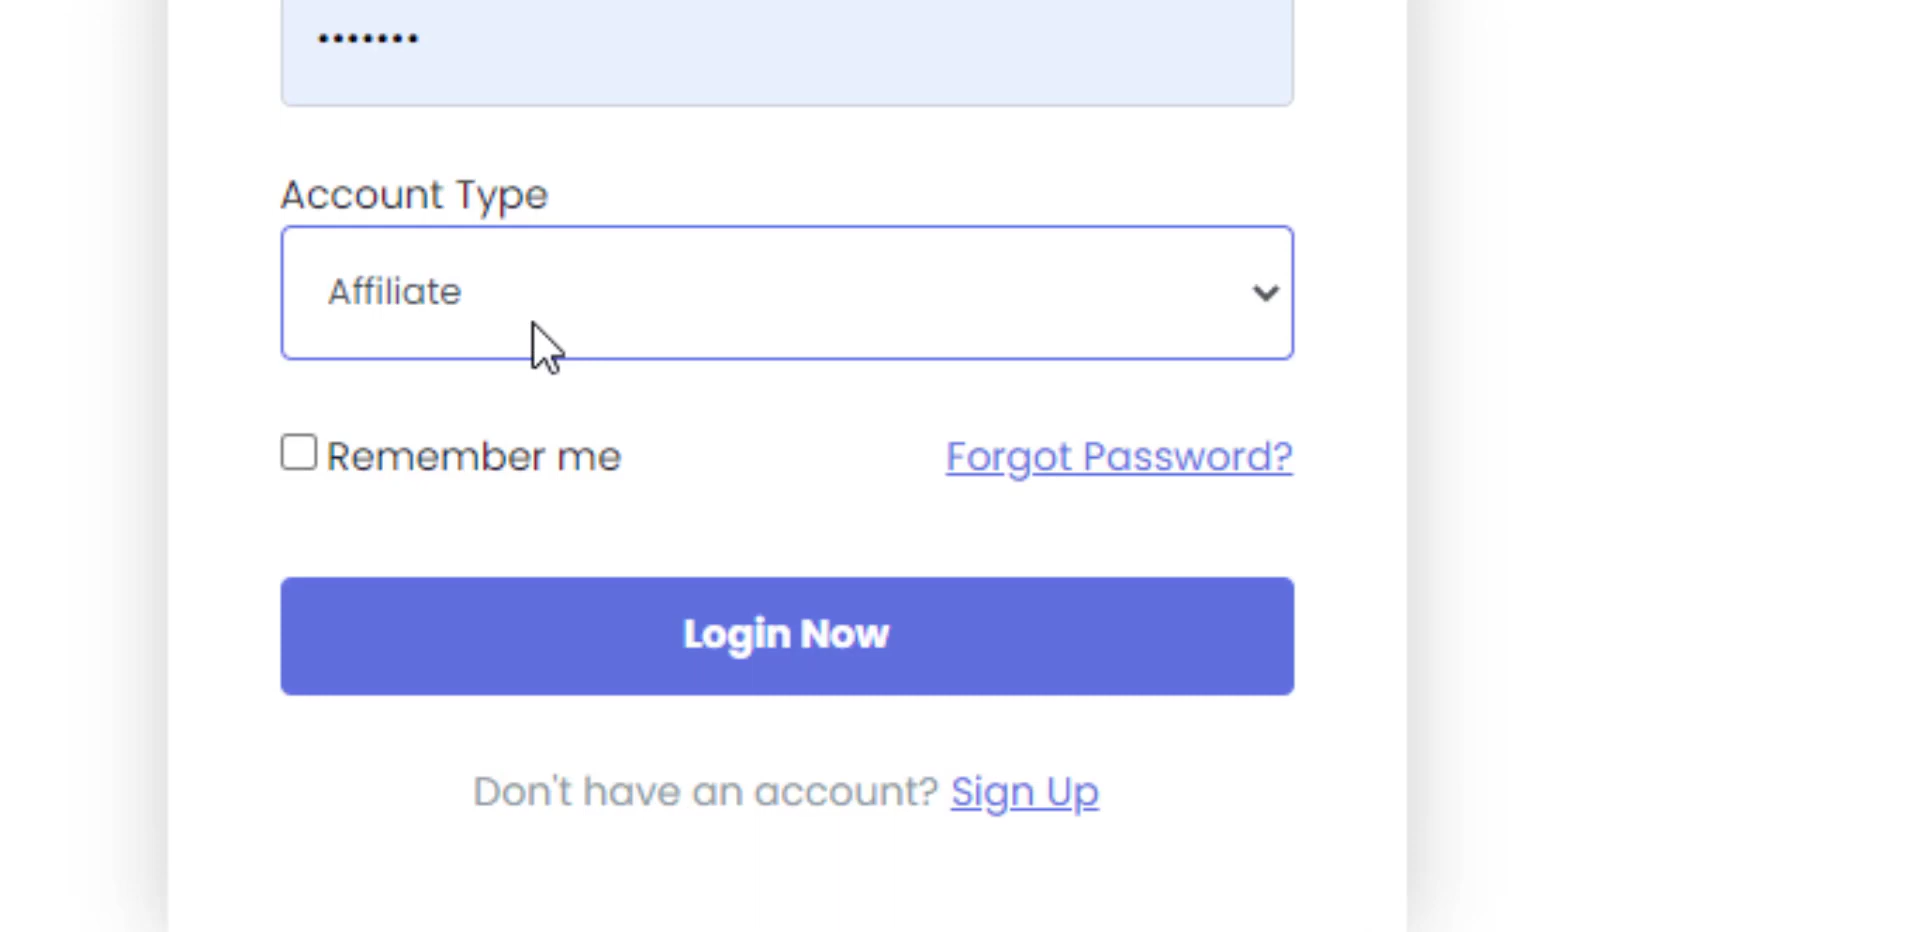 •••••••
Account Type
Affiliate
Remember me
Forgot Password?
Login Now
Don't have an account? Sign Up